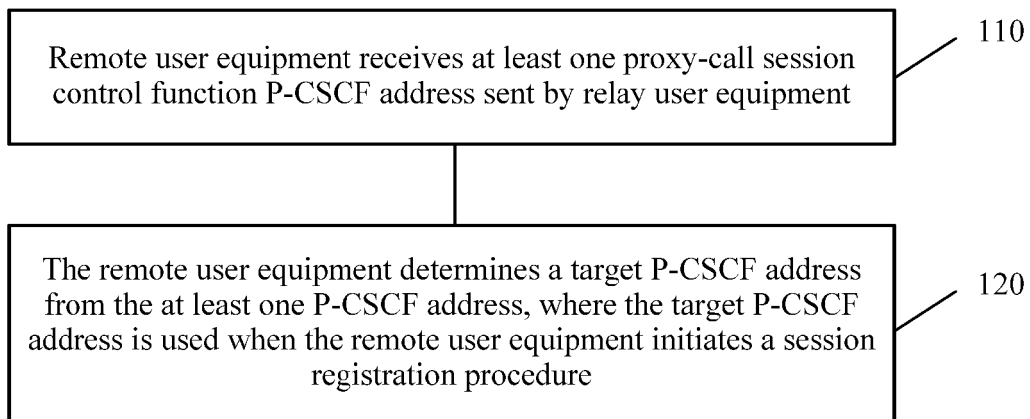 Remote user equipment receives at least one proxy-call session
control function P-CSCF address sent by relay user equipment
110
The remote user equipment determines a target P-CSCF address
from the at least one P-CSCF address, where the target P-CSCF
address is used when the remote user equipment initiates a session
registration procedure
120